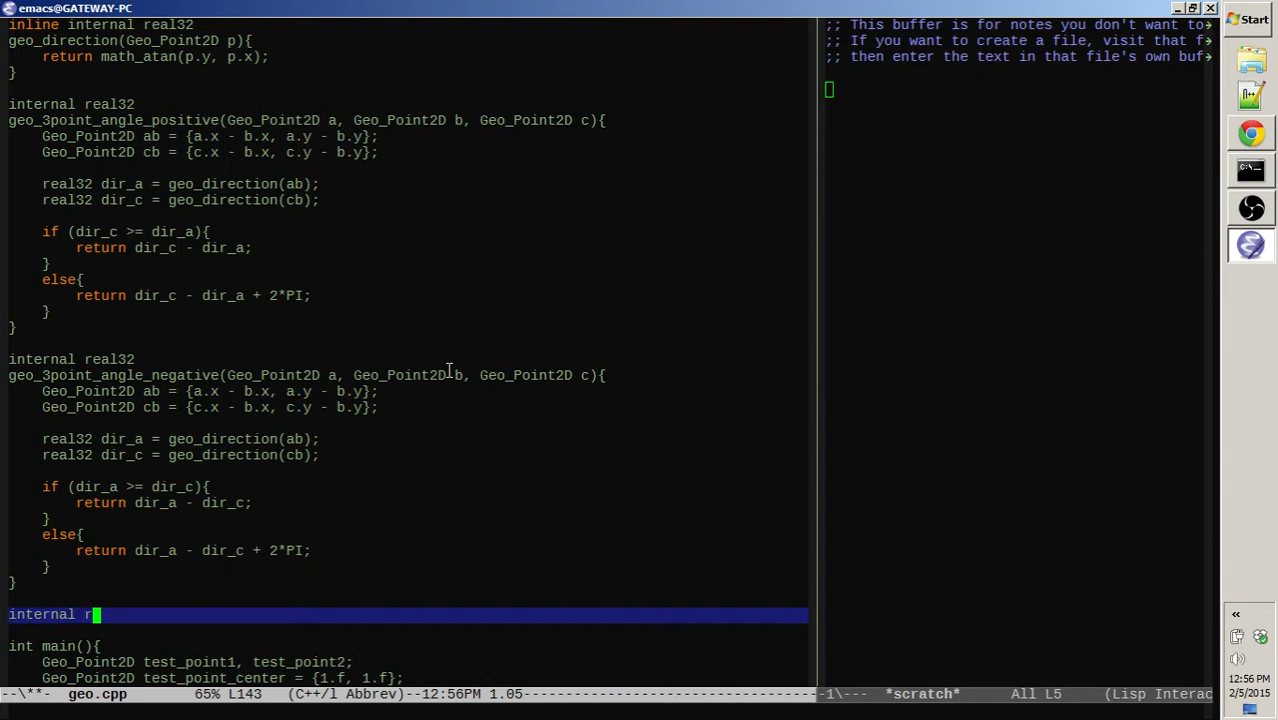 emacs@GATEWAY-PC
inline internal real32
geo_direction(Geo_Point2D p){
    return math_atan(p.y, p.x);
}
internal real32
geo_3point_angle_positive(Geo_Point2D a, Geo_Point2D b, Geo_Point2D c){
    Geo_Point2D ab = {a.x - b.x, a.y - b.y};
    Geo_Point2D cb = {c.x - b.x, c.y - b.y};
    real32 dir_a = geo_direction(ab);
    real32 dir_c = geo_direction(cb);
    if (dir_c >= dir_a){
        return dir_c - dir_a;
    }
    else{
        return dir_c - dir_a + 2*PI;
    }
}
internal real32
geo_3point_angle_negative(Geo_Point2D a, Geo_Point2D b, Geo_Point2D c){
    Geo_Point2D ab = {a.x - b.x, a.y - b.y};
    Geo_Point2D cb = {c.x - b.x, c.y - b.y};
    real32 dir_a = geo_direction(ab);
    real32 dir_c = geo_direction(cb);
    if (dir_a >= dir_c){
        return dir_a - dir_c;
    }
    else{
        return dir_a - dir_c + 2*PI;
    }
}
internal r
int main(){
    Geo_Point2D test_point1, test_point2;
    Geo_Point2D test_point_center = {1.f, 1.f};
--\**-  geo.cpp        65% L143   (C++/l Abbrev)--12:56PM 1.05----------------------------------------
;; This buffer is for notes you don't want to
;; If you want to create a file, visit that f
;; then enter the text in that file's own buf
-1\---  *scratch*      All L5     (Lisp Interac
Start
12:56 PM
2/5/2015